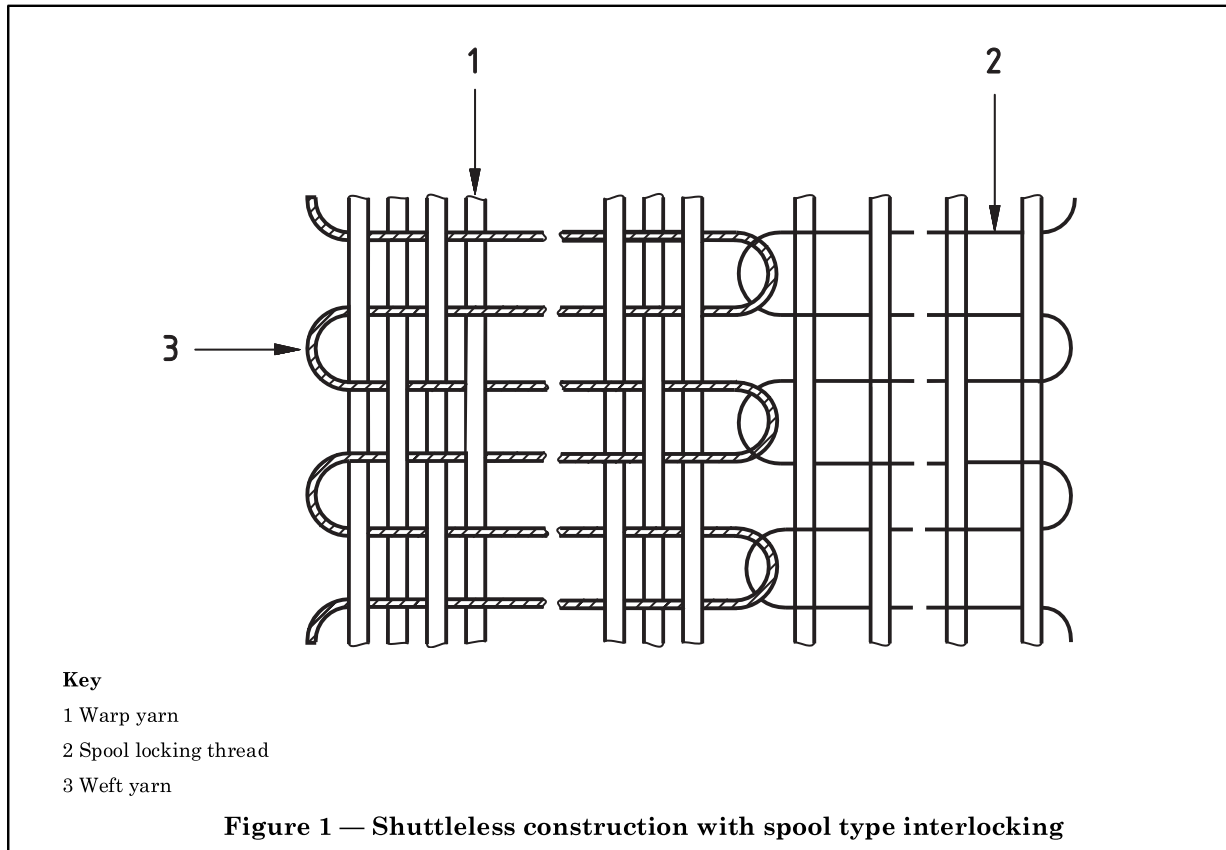 1
2
3
Key
1 Warp yarn
2 Spool locking thread
3 Weft yarn
Figure 1 — Shuttleless construction with spool type interlocking